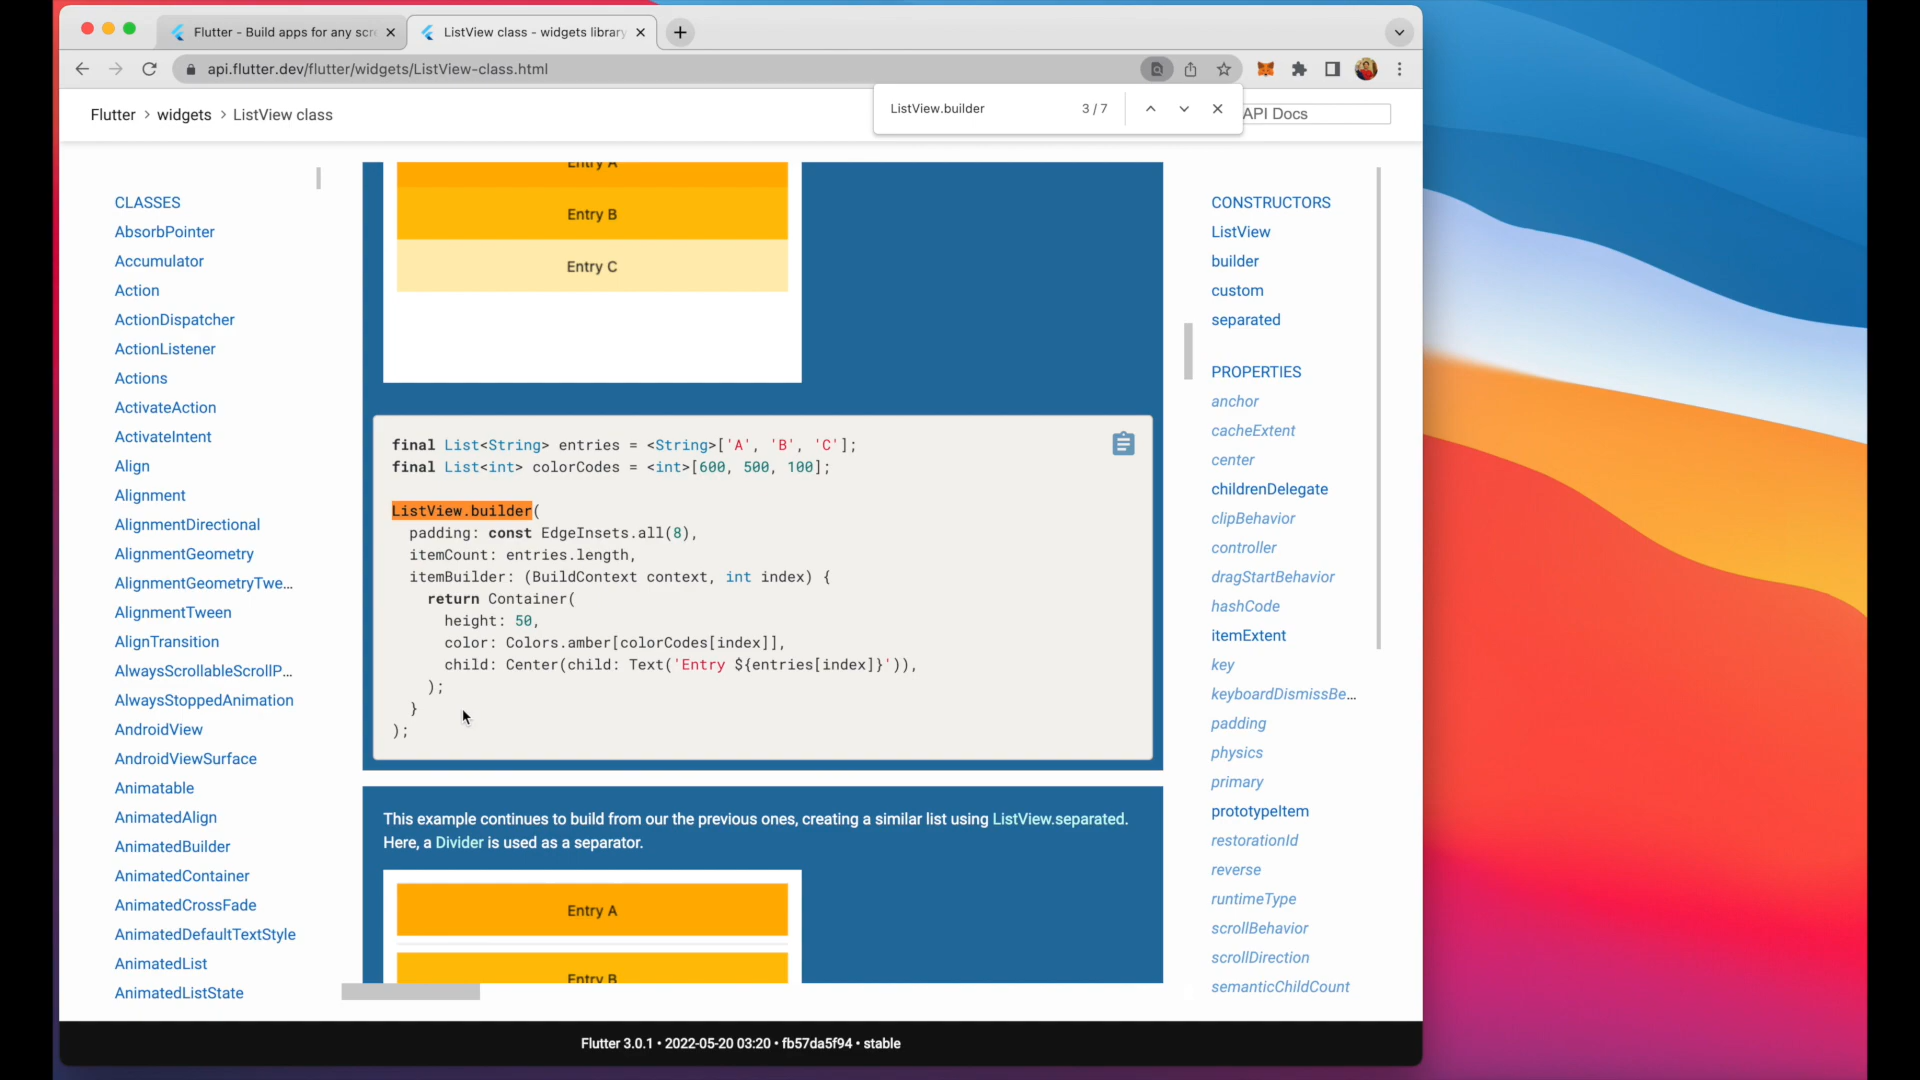 Flutter - Build apps for any scr
ListView class - widgets library
api.flutter.dev/flutter/widgets/ListView-class.html
ListView.builder
3/7
Flutter > widgets > ListView class
API Docs
CLASSES
AbsorbPointer
Accumulator
Action
ActionDispatcher
ActionListener
Actions
ActivateAction
ActivateIntent
Align
Alignment
AlignmentDirectional
AlignmentGeometry
AlignmentGeometryTwe...
AlignmentTween
AlignTransition
AlwaysScrollableScrollP...
AlwaysStoppedAnimation
AndroidView
AndroidViewSurface
Animatable
AnimatedAlign
AnimatedBuilder
AnimatedContainer
AnimatedCrossFade
AnimatedDefaultTextStyle
AnimatedList
AnimatedListState
Entry A
Entry B
Entry C
final List<String> entries = <String>['A', 'B', 'C'];
final List<int> colorCodes = <int>[600, 500, 100];
ListView.builder(
padding: const EdgeInsets.all(8),
itemCount: entries.length,
itemBuilder: (BuildContext context, int index) {
return Container(
height: 50,
color: Colors.amber[colorCodes[index]],
child: Center(child: Text('Entry ${entries[index]}')),
);
}
);
This example continues to build from our the previous ones, creating a similar list using ListView.separated.
Here, a Divider is used as a separator.
Entry A
Entry B
CONSTRUCTORS
ListView
builder
custom
separated
PROPERTIES
anchor
cacheExtent
center
childrenDelegate
clipBehavior
controller
dragStartBehavior
hashCode
itemExtent
key
keyboardDismissBe...
padding
physics
primary
prototypeItem
restorationId
reverse
runtimeType
scrollBehavior
scrollDirection
semanticChildCount
Flutter 3.0.1 • 2022-05-20 03:20 • fb57da5f94 • stable